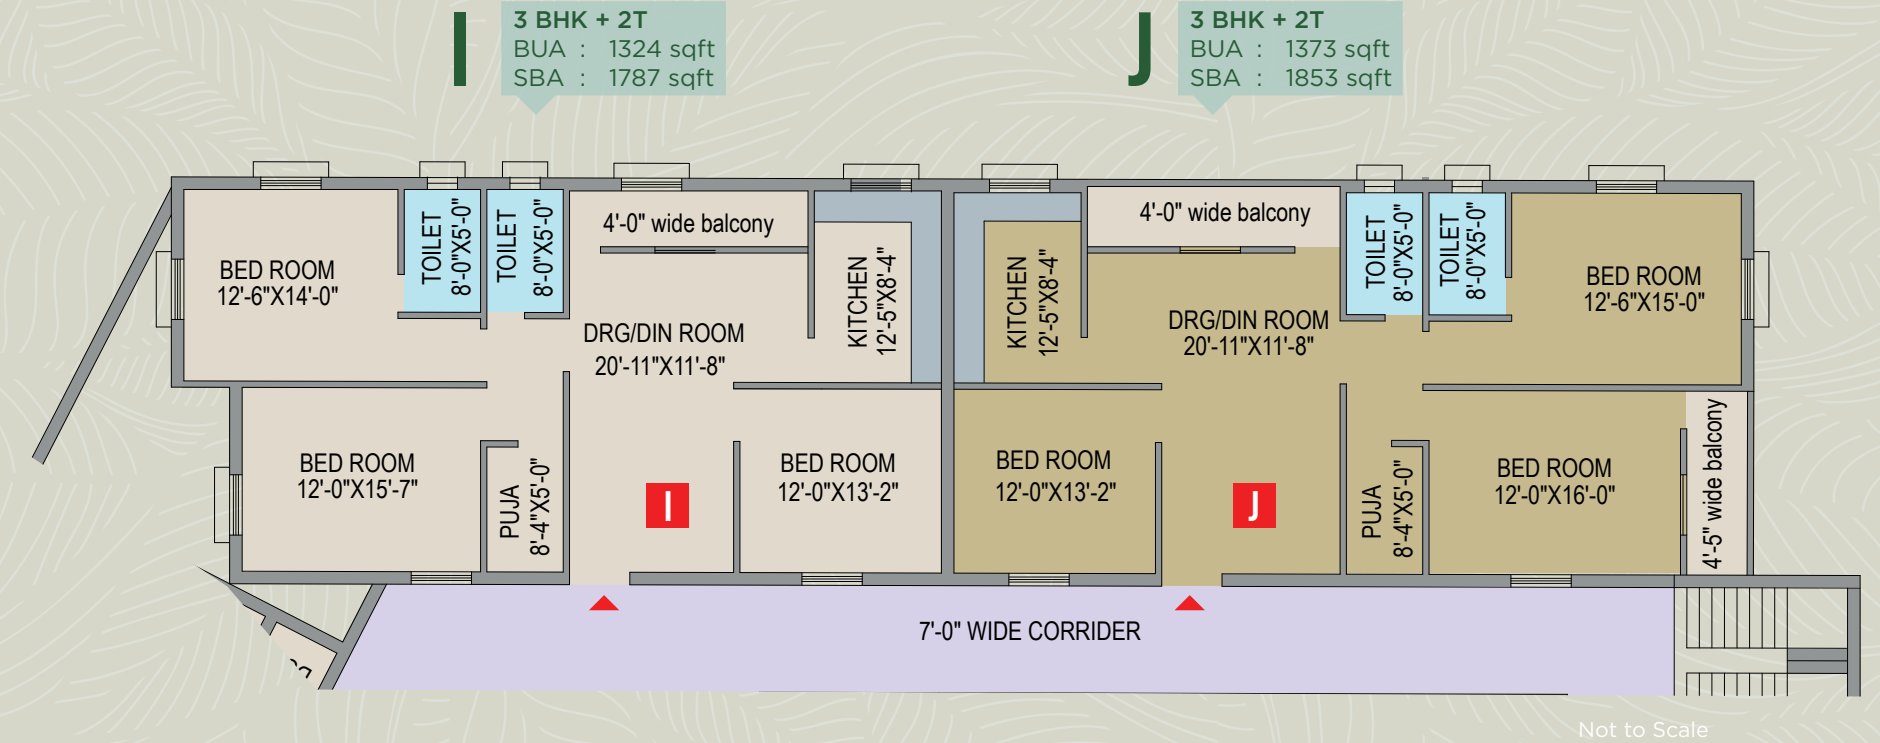 I
3 BHK + 2T
BUA : 1324 sqft
SBA : 1787 sqft
J
3 BHK + 2T
BUA : 1373 sqft
SBA : 1853 sqft
BED ROOM
12'-6"X14'-0"
TOILET
8'-0"X5'-0"
TOILET
8'-0"X5'-0"
4'-0" wide balcony
DRG/DIN ROOM
20'-11"X11'-8"
KITCHEN
12'-5"X8'-4"
KITCHEN
12'-5"X8'-4"
4'-0" wide balcony
DRG/DIN ROOM
20'-11"X11'-8"
TOILET
8'-0"X5'-0"
TOILET
8'-0"X5'-0"
BED ROOM
12'-6"X15'-0"
BED ROOM
12'-0"X15'-7"
PUJA
8'-4"X5'-0"
I
BED ROOM
12'-0"X13'-2"
BED ROOM
12'-0"X13'-2"
J
PUJA
8'-4"X5'-0"
BED ROOM
12'-0"X16'-0"
4'-5" wide balcony
7'-0" WIDE CORRIDER
Not to Scale